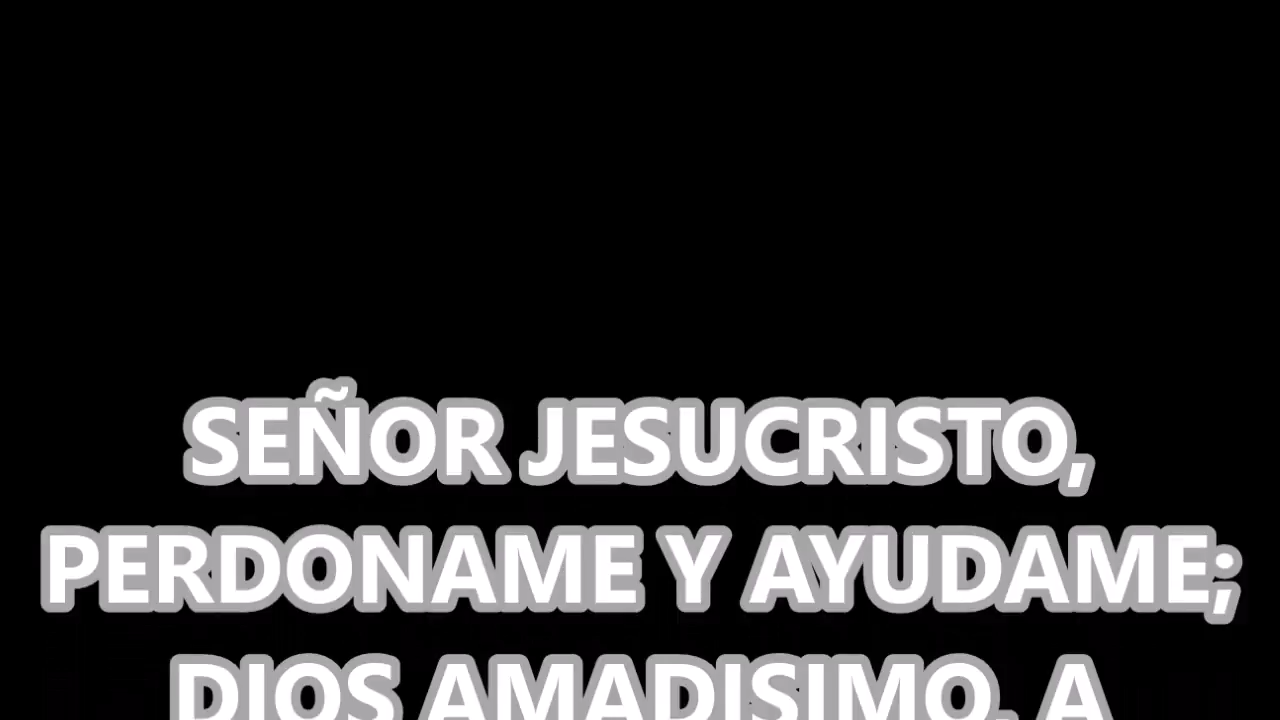 SEÑOR JESUCRISTO,
PERDONAME Y AYUDAME;
DIOS AMADISIMO, A